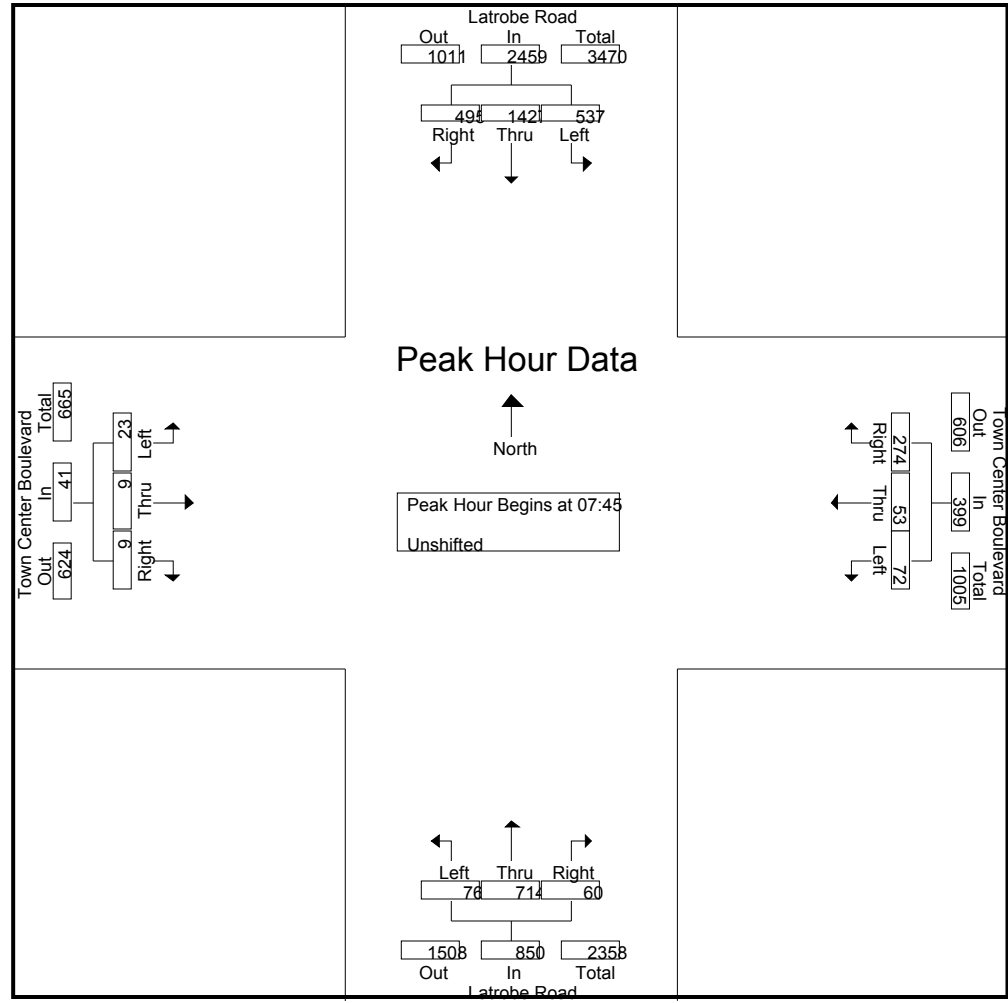 Latrobe Road
Out In Total
1011 2459 3470
495 1427 537
Right Thru Left
Peak Hour Data
North
Peak Hour Begins at 07:45
Unshifted
Town Center Boulevard
Total In Out
665 41 624
23 9 9
Left Thru Right
Town Center Boulevard
Out In Total
606 399 1005
274 53 72
Right Thru Left
Left Thru Right
76 714 60
1508 850 2358
Out In Total
Latrobe Road